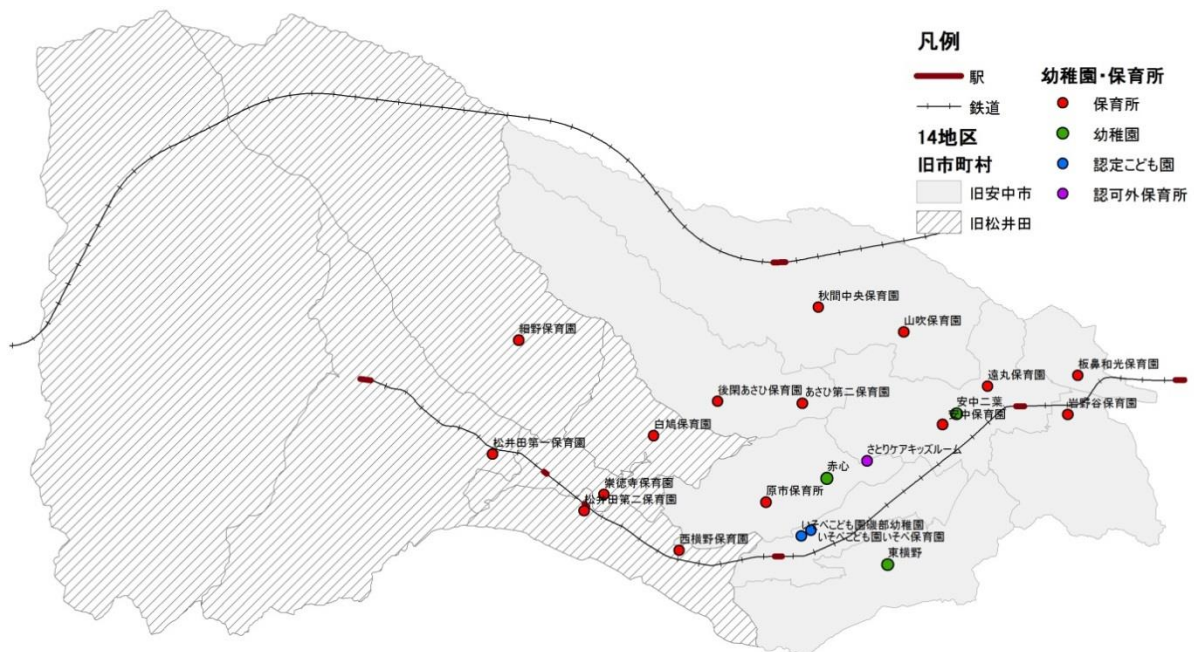 凡例
駅
鉄道
14地区
旧市町村
旧安中市
旧松井田
幼稚園・保育所
保育所
幼稚園
認定こども園
認可外保育所
秋間中央保育園
山吹保育園
細野保育園
板鼻和光保育園
遠丸保育園
後閑あさひ保育園
あさひ第二保育園
安中二葉
岩野谷保育園
安中保育園
白鳩保育園
松井田第一保育園
さとりケアキッズルーム
赤心
崇徳寺保育園
松井田第二保育園
原市保育所
いそべこども園磯部幼稚園
いそべこども園いそべ保育園
西横野保育園
東横野